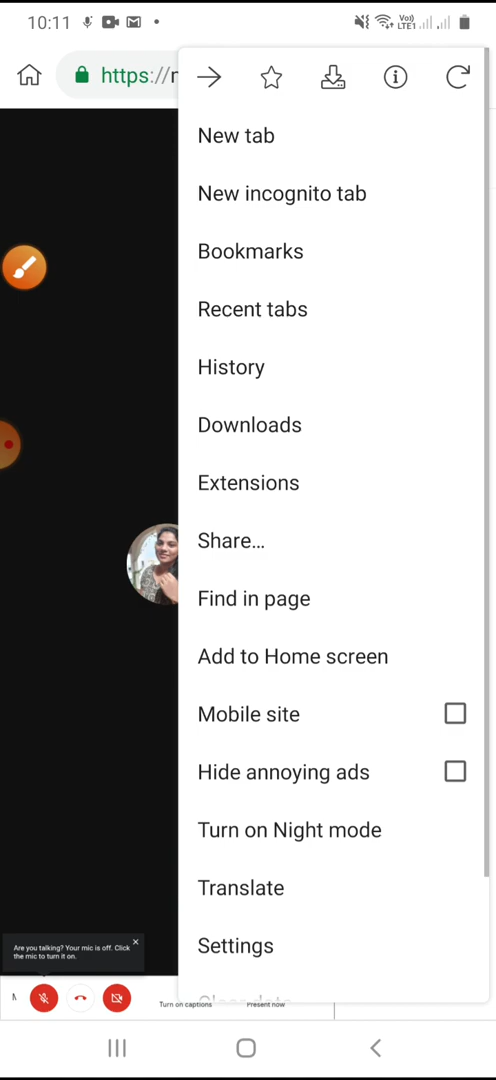 10:11
Vo))
LTE1
https://r
New tab
New incognito tab
Bookmarks
Recent tabs
History
Downloads
Extensions
Share...
Find in page
Add to Home screen
Mobile site
Hide annoying ads
Turn on Night mode
Translate
Settings
Are you talking? Your mic is off. Click
the mic to turn it on.
Turn on captions
Present now